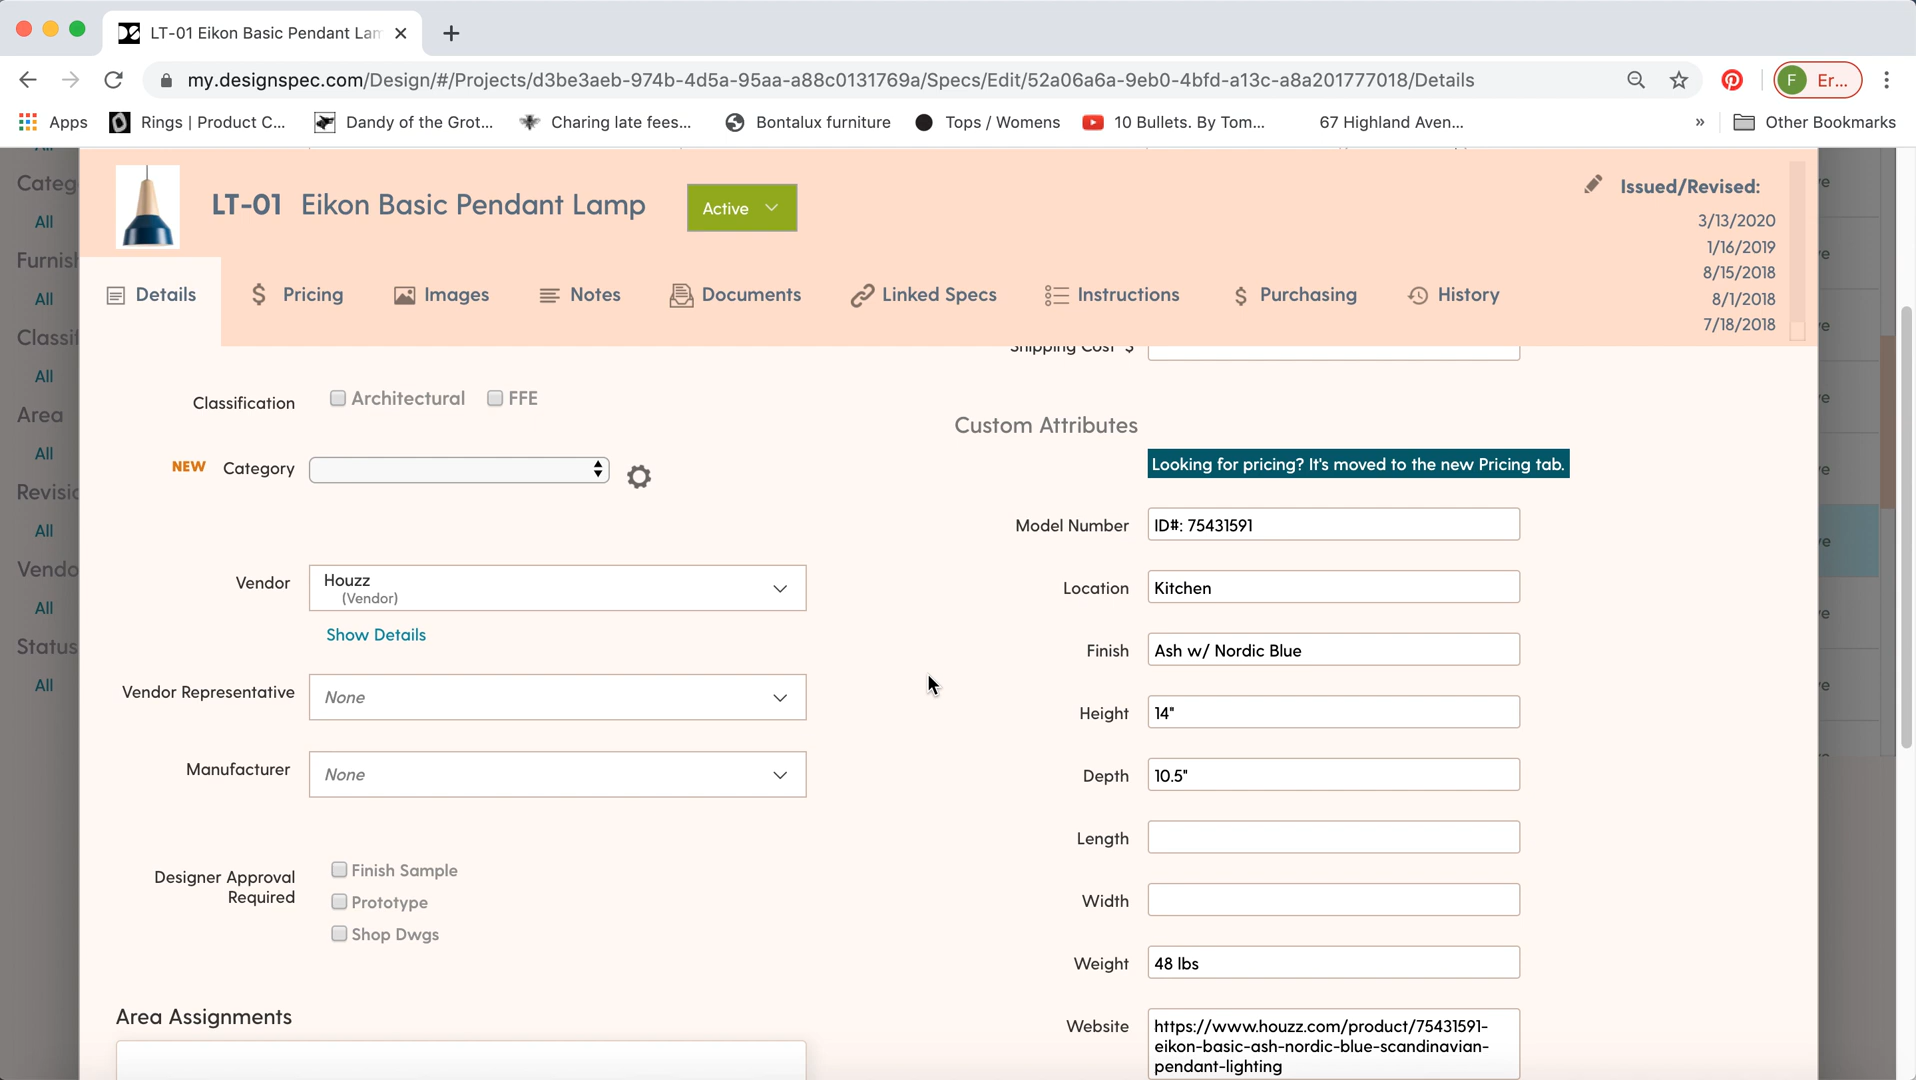 LT-01 Eikon Basic Pendant Lam
my.designspec.com/Design/#/Projects/d3be3aeb-974b-4d5a-95aa-a88c0131769a/Specs/Edit/52a06a6a-9eb0-4bfd-a13c-a8a201777018/Details
F Er...
Apps
Rings | Product C...
Dandy of the Grot...
Charing late fees...
Bontalux furniture
Tops / Womens
10 Bullets. By Tom...
67 Highland Aven...
»
Other Bookmarks
Categ
All
Furnish
All
Classif
All
Area
All
Revisio
All
Vendo
All
Status
All
LT-01 Eikon Basic Pendant Lamp
Active
Issued/Revised:
3/13/2020
1/16/2019
8/15/2018
8/1/2018
7/18/2018
Details
Pricing
Images
Notes
Documents
Linked Specs
Instructions
Purchasing
History
Classification
Architectural
FFE
NEW Category
Vendor
Houzz
(Vendor)
Show Details
Vendor Representative
None
Manufacturer
None
Designer Approval
Required
Finish Sample
Prototype
Shop Dwgs
Area Assignments
Shipping Cost $
Custom Attributes
Looking for pricing? It's moved to the new Pricing tab.
Model Number ID#: 75431591
Location Kitchen
Finish Ash w/ Nordic Blue
Height 14"
Depth 10.5"
Length
Width
Weight 48 lbs
Website https://www.houzz.com/product/75431591-
eikon-basic-ash-nordic-blue-scandinavian-
pendant-lighting